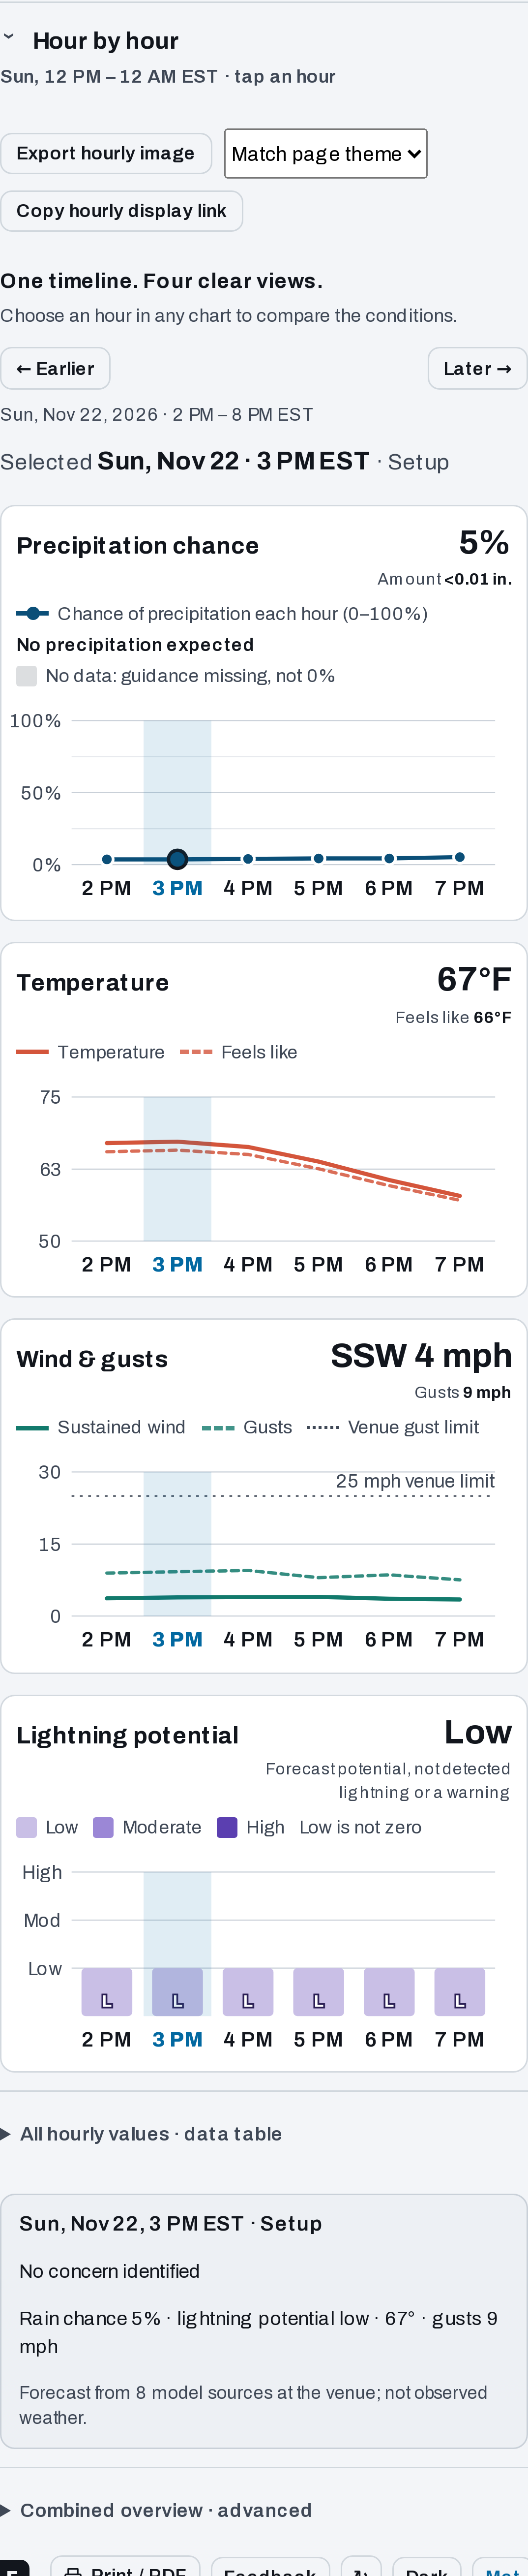 Hour by hour
Sun, 12 PM – 12 AM EST · tap an hour
Export hourly image
Match page theme
Copy hourly display link
One timeline. Four clear views.
Choose an hour in any chart to compare the conditions.
← Earlier
Later →
Sun, Nov 22, 2026 · 2 PM – 8 PM EST
Selected Sun, Nov 22 · 3 PM EST · Setup
Precipitation chance
5%
Amount <0.01 in.
Chance of precipitation each hour (0–100%)
No precipitation expected
No data: guidance missing, not 0%
100%
50%
0%
2 PM 3 PM 4 PM 5 PM 6 PM 7 PM
Temperature
67°F
Feels like 66°F
Temperature Feels like
75
63
50
2 PM 3 PM 4 PM 5 PM 6 PM 7 PM
Wind & gusts
SSW 4 mph
Gusts 9 mph
Sustained wind Gusts Venue gust limit
30
25 mph venue limit
15
0
2 PM 3 PM 4 PM 5 PM 6 PM 7 PM
Lightning potential
Low
Forecast potential, not detected
lightning or a warning
Low Moderate High Low is not zero
High
Mod
Low
L L L L L L
2 PM 3 PM 4 PM 5 PM 6 PM 7 PM
All hourly values · data table
Sun, Nov 22, 3 PM EST · Setup
No concern identified
Rain chance 5% · lightning potential low · 67° · gusts 9
mph
Forecast from 8 model sources at the venue; not observed
weather.
Combined overview · advanced
Print / PDF Feedback ↻ Dark